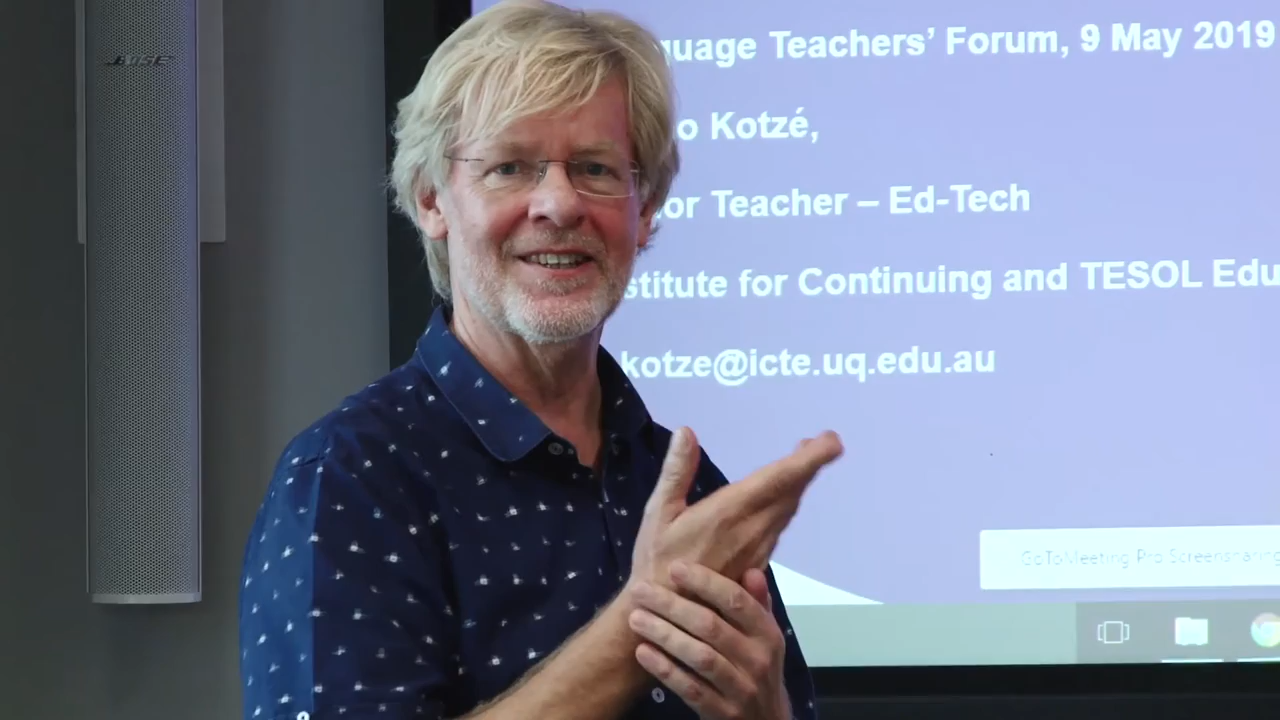 BOSE
guage Teachers' Forum, 9 May 2019
o Kotzé,
or Teacher – Ed-Tech
stitute for Continuing and TESOL Edu
kotze@icte.uq.edu.au
GoToMeeting Pro Screensharing